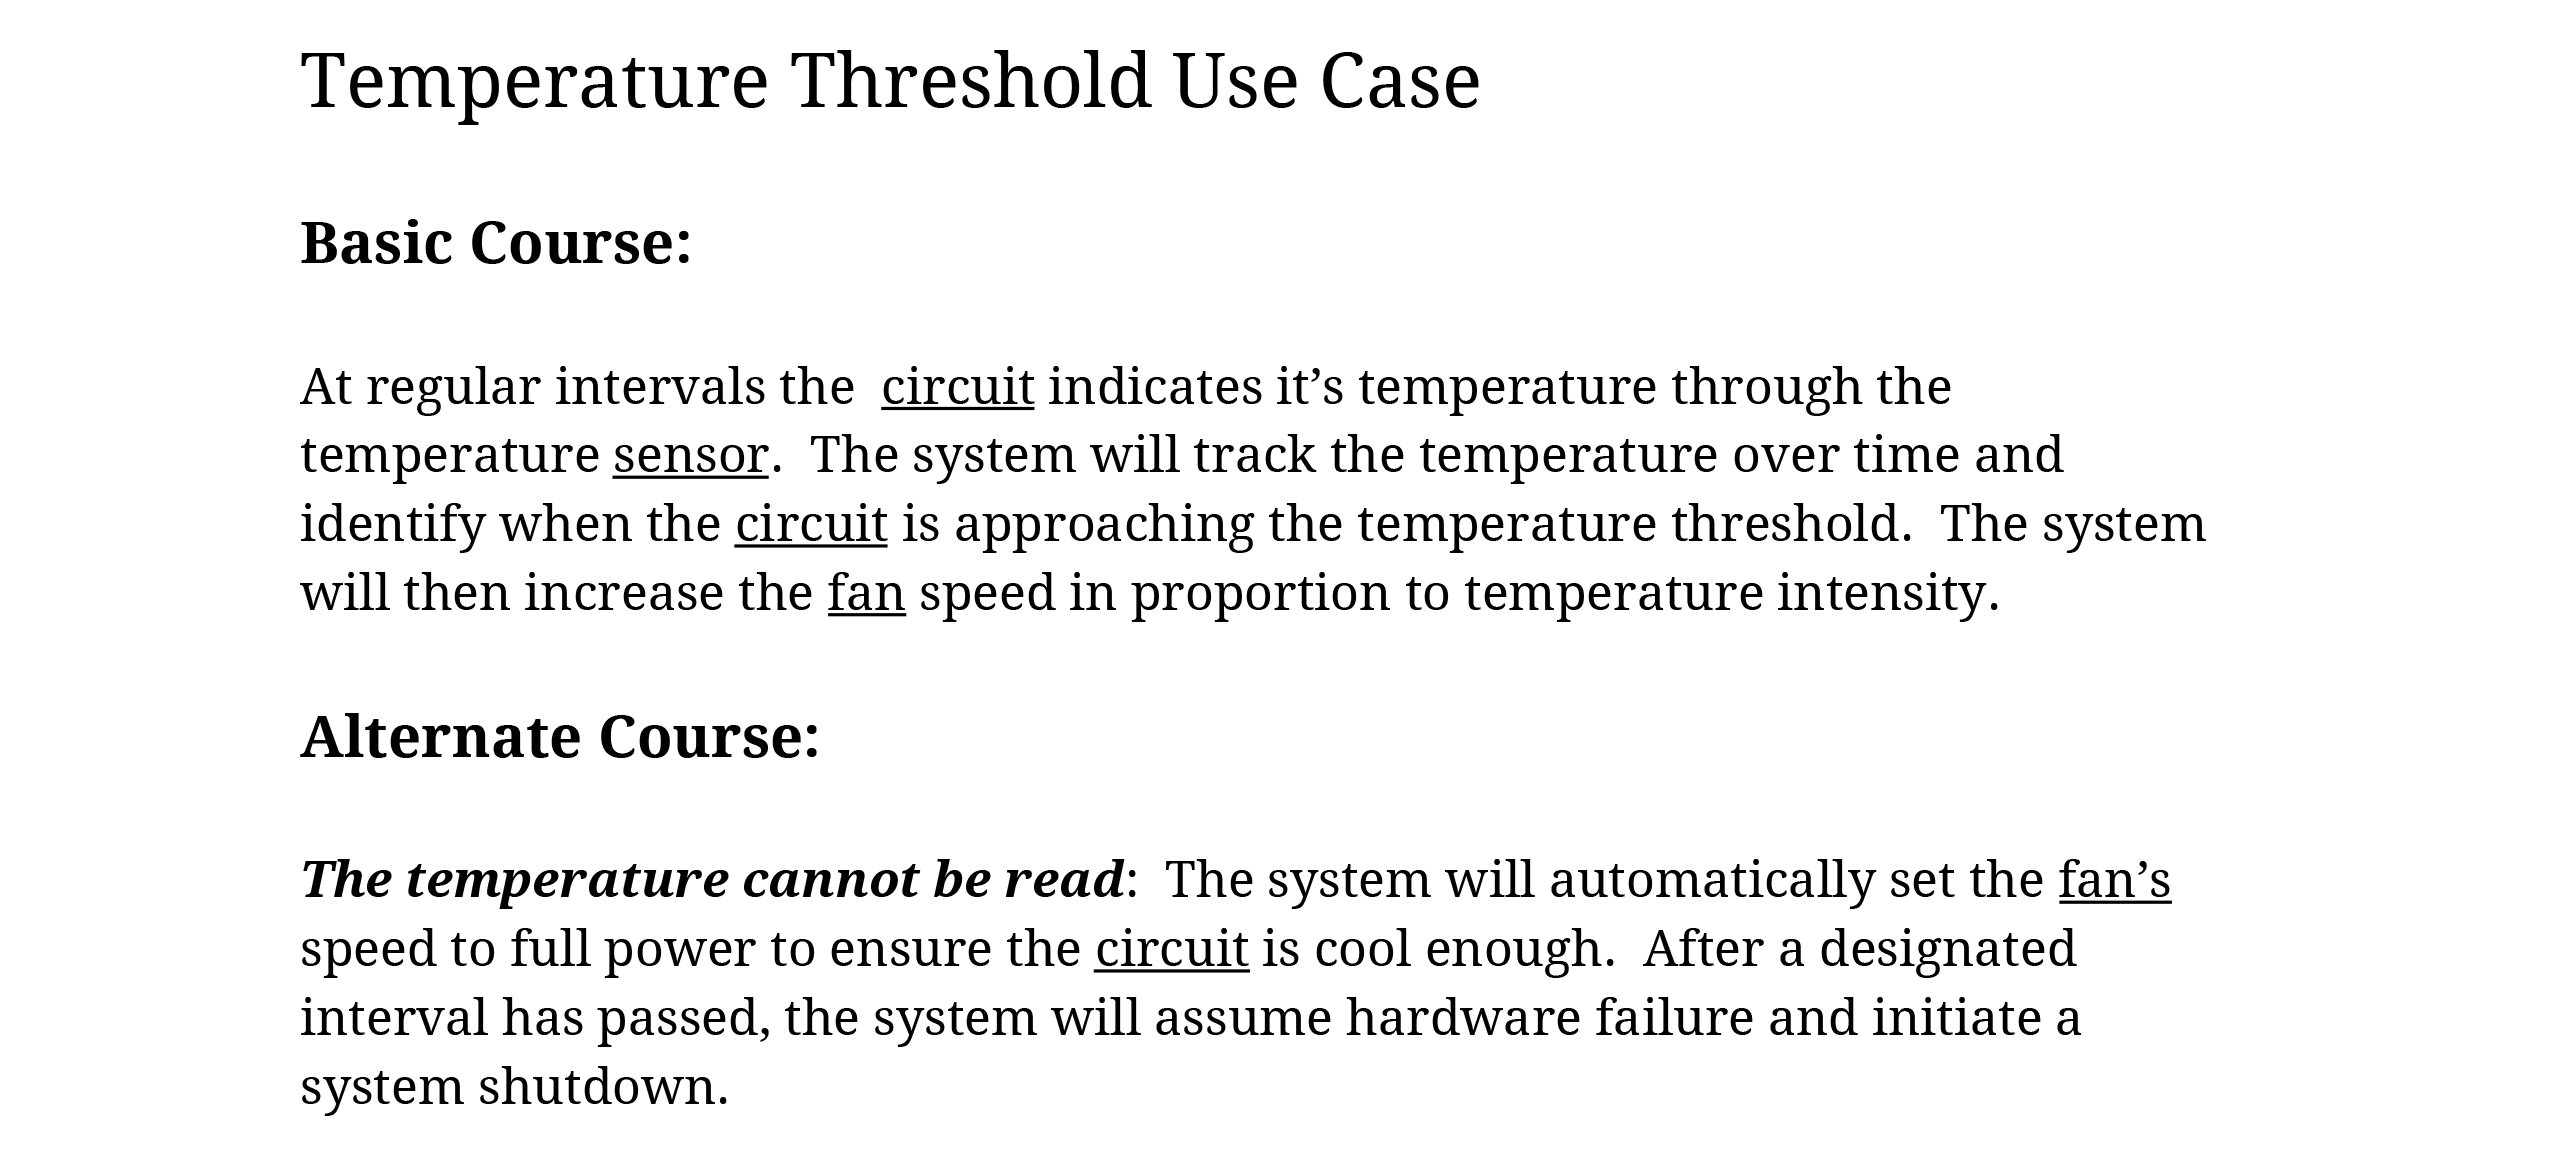 Temperature Threshold Use Case
Basic Course:
At regular intervals the  circuit indicates it’s temperature through the
temperature sensor.  The system will track the temperature over time and
identify when the circuit is approaching the temperature threshold.  The system
will then increase the fan speed in proportion to temperature intensity.
Alternate Course:
The temperature cannot be read:  The system will automatically set the fan’s
speed to full power to ensure the circuit is cool enough.  After a designated
interval has passed, the system will assume hardware failure and initiate a
system shutdown.